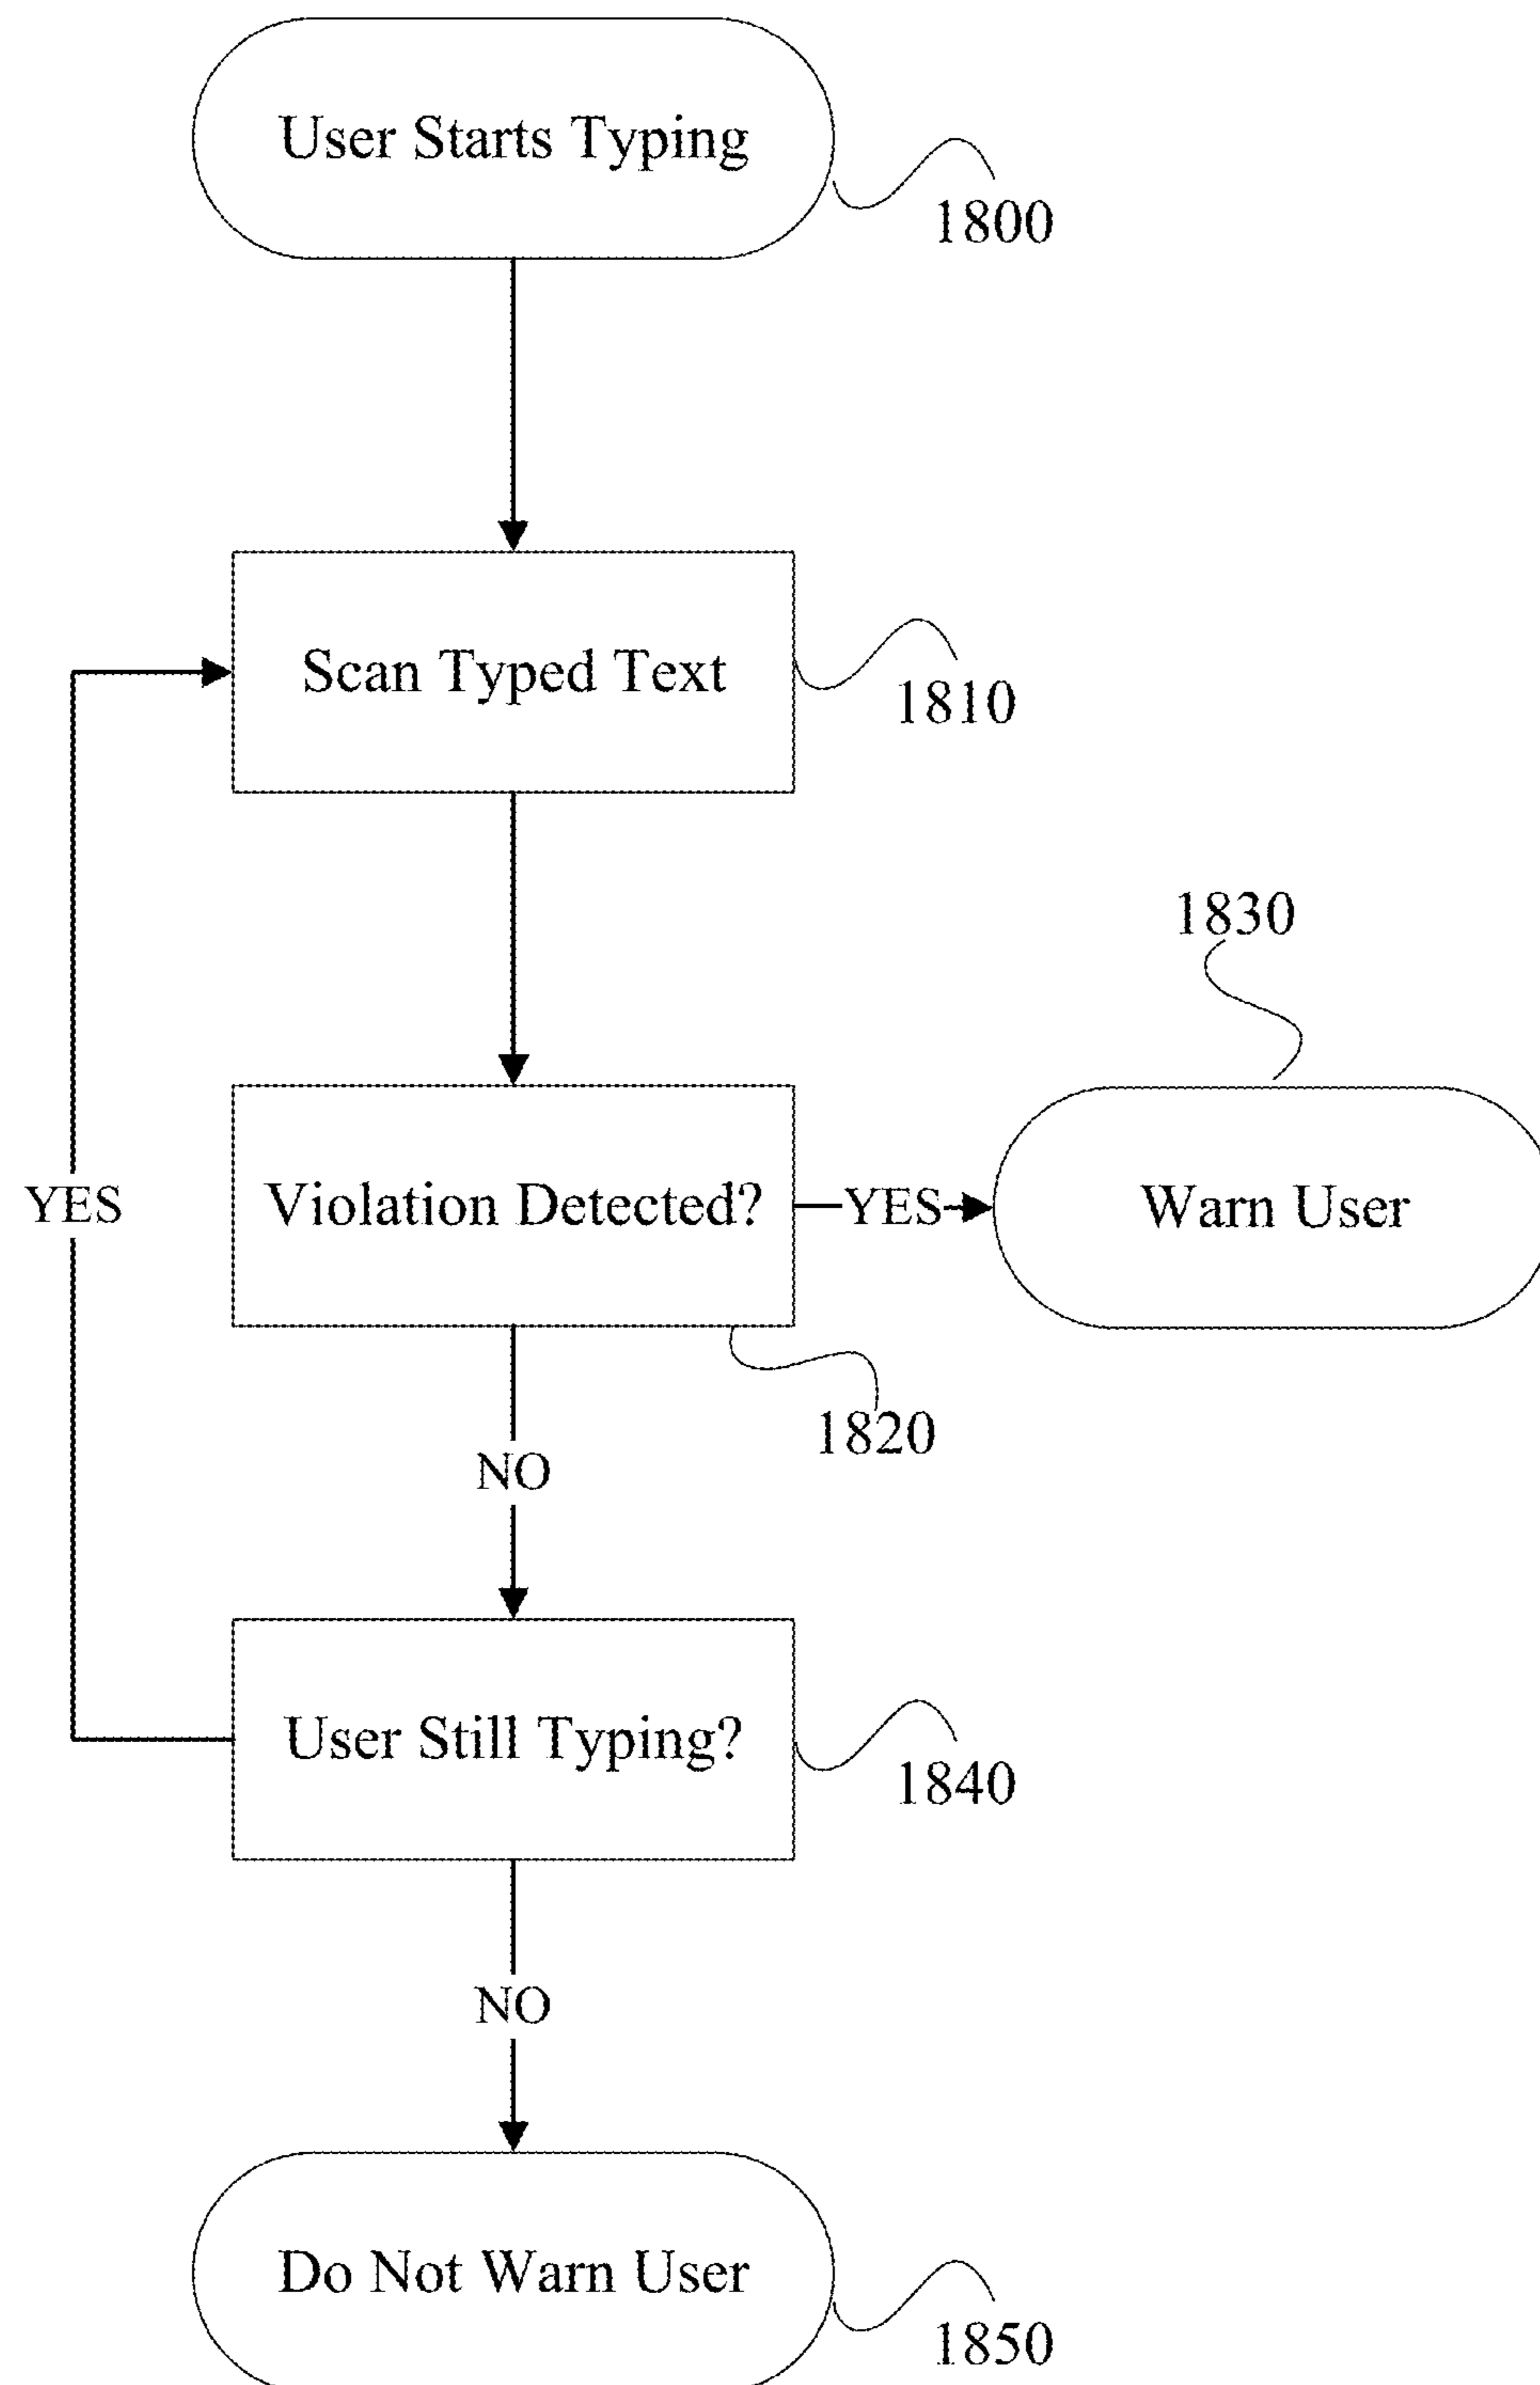 User Starts Typing
1800
Scan Typed Text
1810
1830
YES
Violation Detected?
YES
Warn User
1820
NO
User Still Typing?
1840
NO
Do Not Warn User
1850